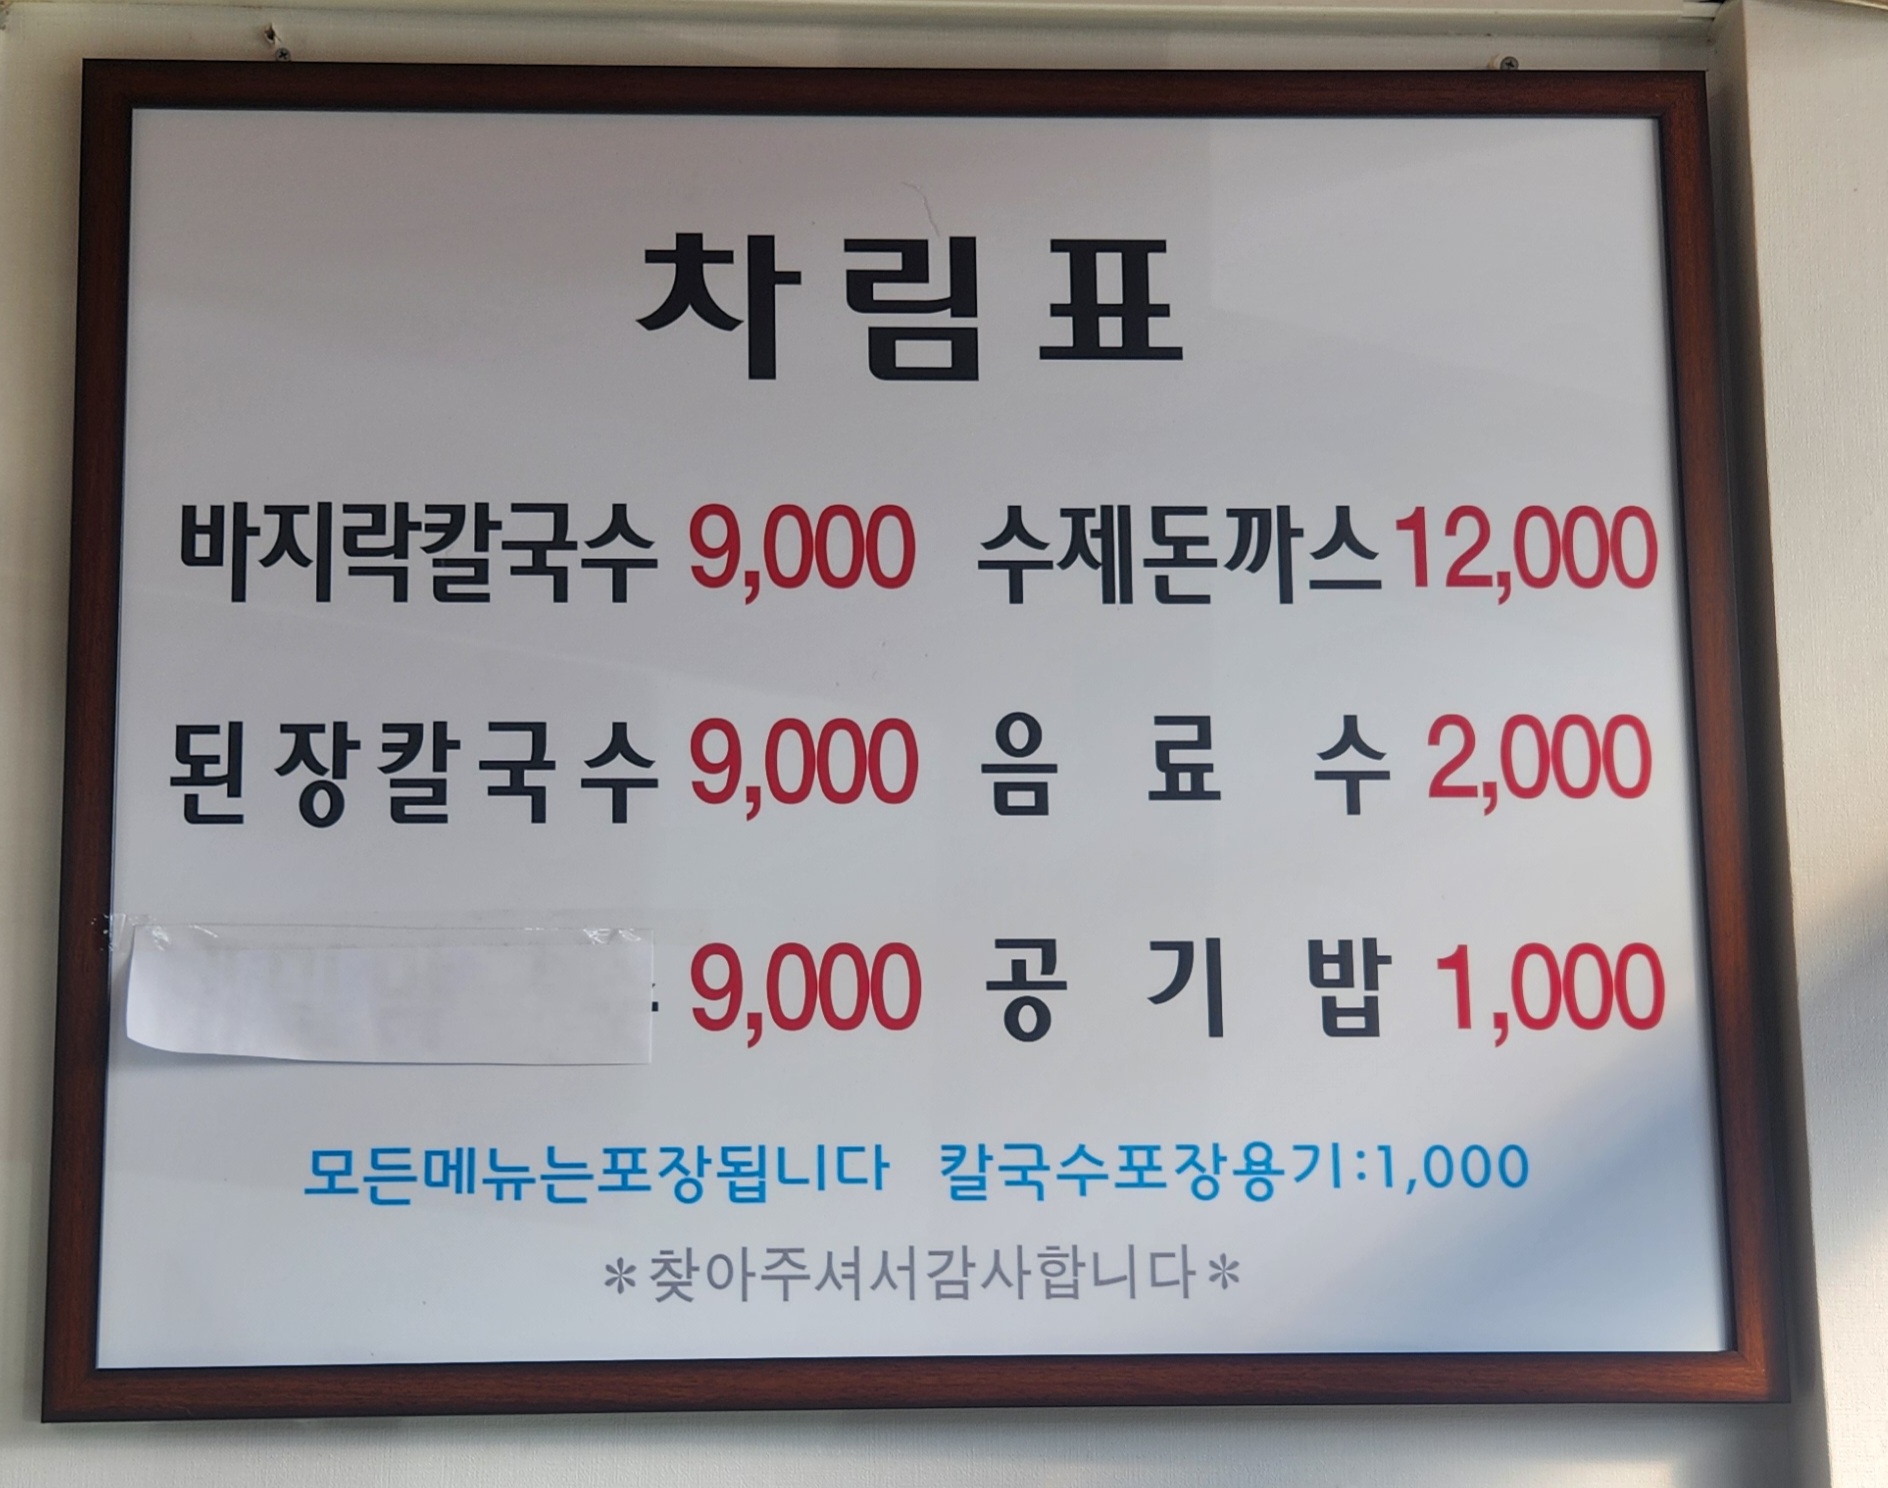 차림표
바지락칼국수 9,000 수제돈까스 12,000
된장칼국수 9,000 음료수 2,000
9,000 공기밥 1,000
모든메뉴는포장됩니다 칼국수포장용기:1,000
*찾아주셔서감사합니다*